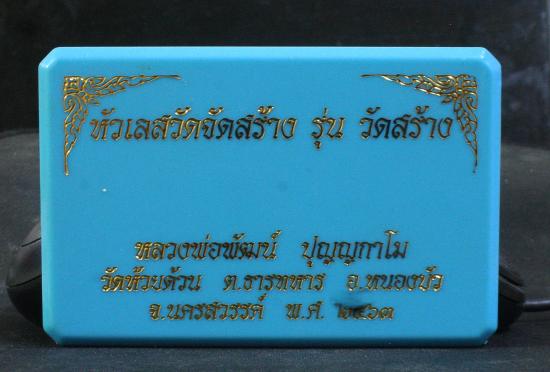 หัวเลสวัดจัดสร้าง รุ่น วัดสร้าง
หลวงพ่อพัฒน์ ปุญญกาโม
วัดห้วยด้วน ต.ธารทหาร อ.หนองบัว
จ.นครสวรรค์ พ.ศ. ๒๕๖๓